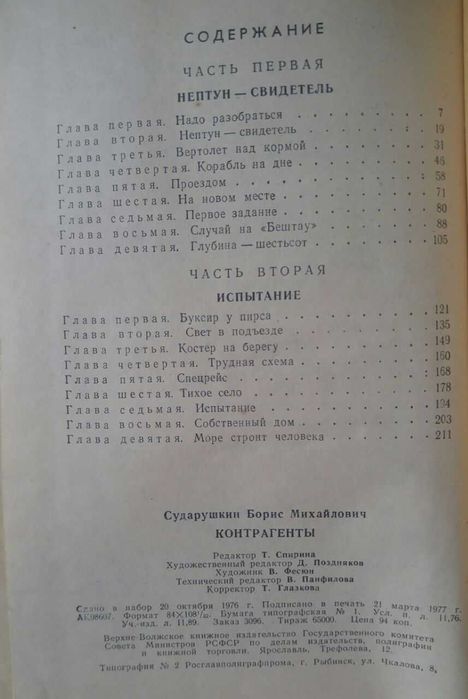 СОДЕРЖАНИЕ
ЧАСТЬ ПЕРВАЯ
НЕПТУН — СВИДЕТЕЛЬ
Глава первая. Надо разобраться . . . . . . . . 7
Глава вторая. Нептун — свидетель . . . . . . . . 19
Глава третья. Вертолет над кормой . . . . . . . . 31
Глава четвертая. Корабль на дне . . . . . . . . 46
Глава пятая. Проездом . . . . . . . . 58
Глава шестая. На новом месте . . . . . . . . 71
Глава седьмая. Первое задание . . . . . . . . 80
Глава восьмая. Случай на «Бештау» . . . . . . . . 88
Глава девятая. Глубина — шестьсот . . . . . . . . 105
ЧАСТЬ ВТОРАЯ
ИСПЫТАНИЕ
Глава первая. Буксир у пирса . . . . . . . . 121
Глава вторая. Свет в подъезде . . . . . . . . 135
Глава третья. Костер на берегу . . . . . . . . 149
Глава четвертая. Трудная схема . . . . . . . . 160
Глава пятая. Спецрейс . . . . . . . . 168
Глава шестая. Тихое село . . . . . . . . 178
Глава седьмая. Испытание . . . . . . . . 194
Глава восьмая. Собственный дом . . . . . . . . 203
Глава девятая. Море строит человека . . . . . . . . 211
Сударушкин Борис Михайлович
КОНТРАГЕНТЫ
Редактор Т. Спирина
Художественный редактор Д. Поздняков
Художник В. Фесюн
Технический редактор В. Панфилова
Корректор Т. Глазкова
Сдано в набор 20 октября 1976 г. Подписано в печать 21 марта 1977 г.
АК98607. Формат 84×108¹/₃₂. Бумага типографская № 1. Усл. п. л. 11,76.
Уч.-изд. л. 11,89. Заказ 3096. Тираж 65000. Цена 94 коп.
Верхне-Волжское книжное издательство Государственного комитета
Совета Министров РСФСР по делам издательств, полиграфии
и книжной торговли. Ярославль, Трефолева, 12.
Типография № 2 Росглавполиграфпрома, г. Рыбинск, ул. Чкалова, 8.